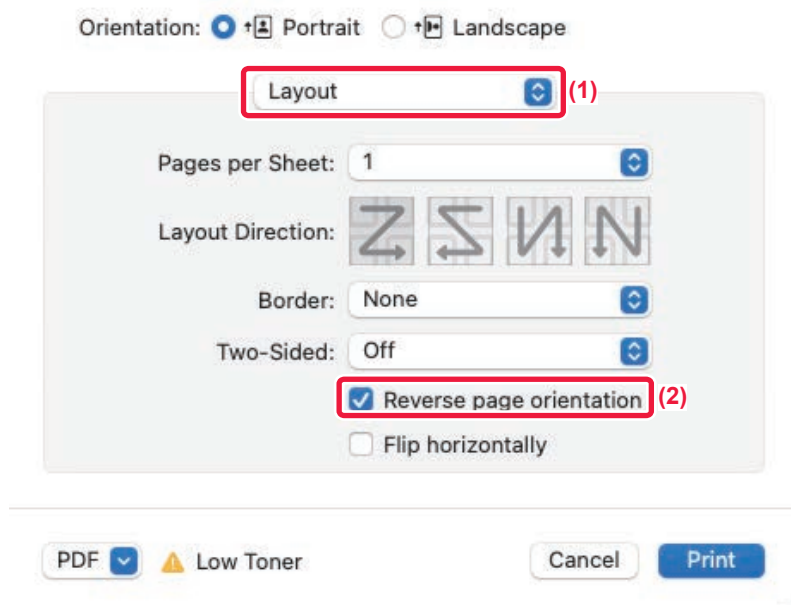 Orientation: Portrait Landscape
Layout (1)
Pages per Sheet: 1
Layout Direction:
Border: None
Two-Sided: Off
Reverse page orientation (2)
Flip horizontally
PDF Low Toner Cancel Print